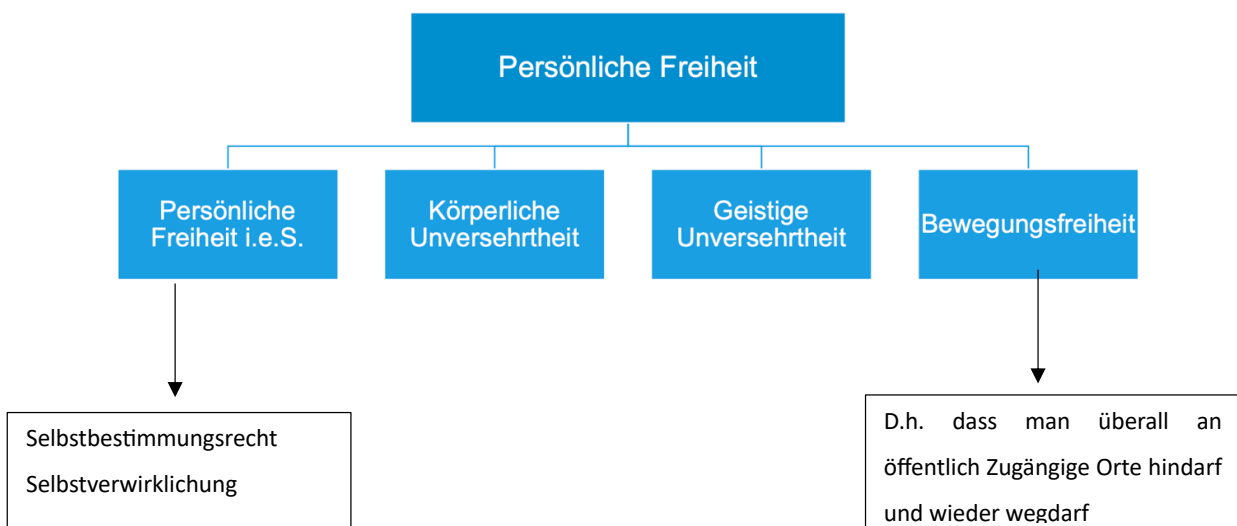 Persönliche Freiheit
Persönliche
Freiheit i.e.S.
Körperliche
Unversehrtheit
Geistige
Unversehrtheit
Bewegungsfreiheit
Selbstbestimmungsrecht
Selbstverwirklichung
D.h. dass man überall an
öffentlich Zugängige Orte hindarf
und wieder wegdarf